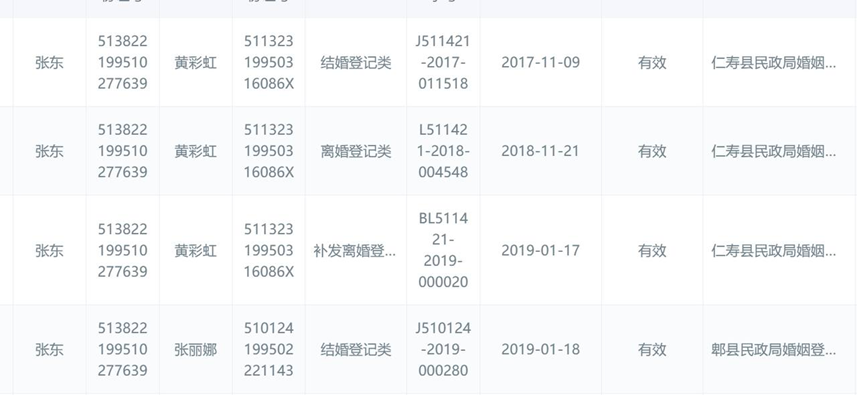 张东 513822199510277639 黄彩虹 51132319950316086X 结婚登记类 J511421-2017-011518 2017-11-09 有效 仁寿县民政局婚姻...
张东 513822199510277639 黄彩虹 51132319950316086X 离婚登记类 L511421-2018-004548 2018-11-21 有效 仁寿县民政局婚姻...
张东 513822199510277639 黄彩虹 51132319950316086X 补发离婚登... BL511421-2019-000020 2019-01-17 有效 仁寿县民政局婚姻...
张东 513822199510277639 张丽娜 510124199502221143 结婚登记类 J510124-2019-000280 2019-01-18 有效 郫县民政局婚姻登...